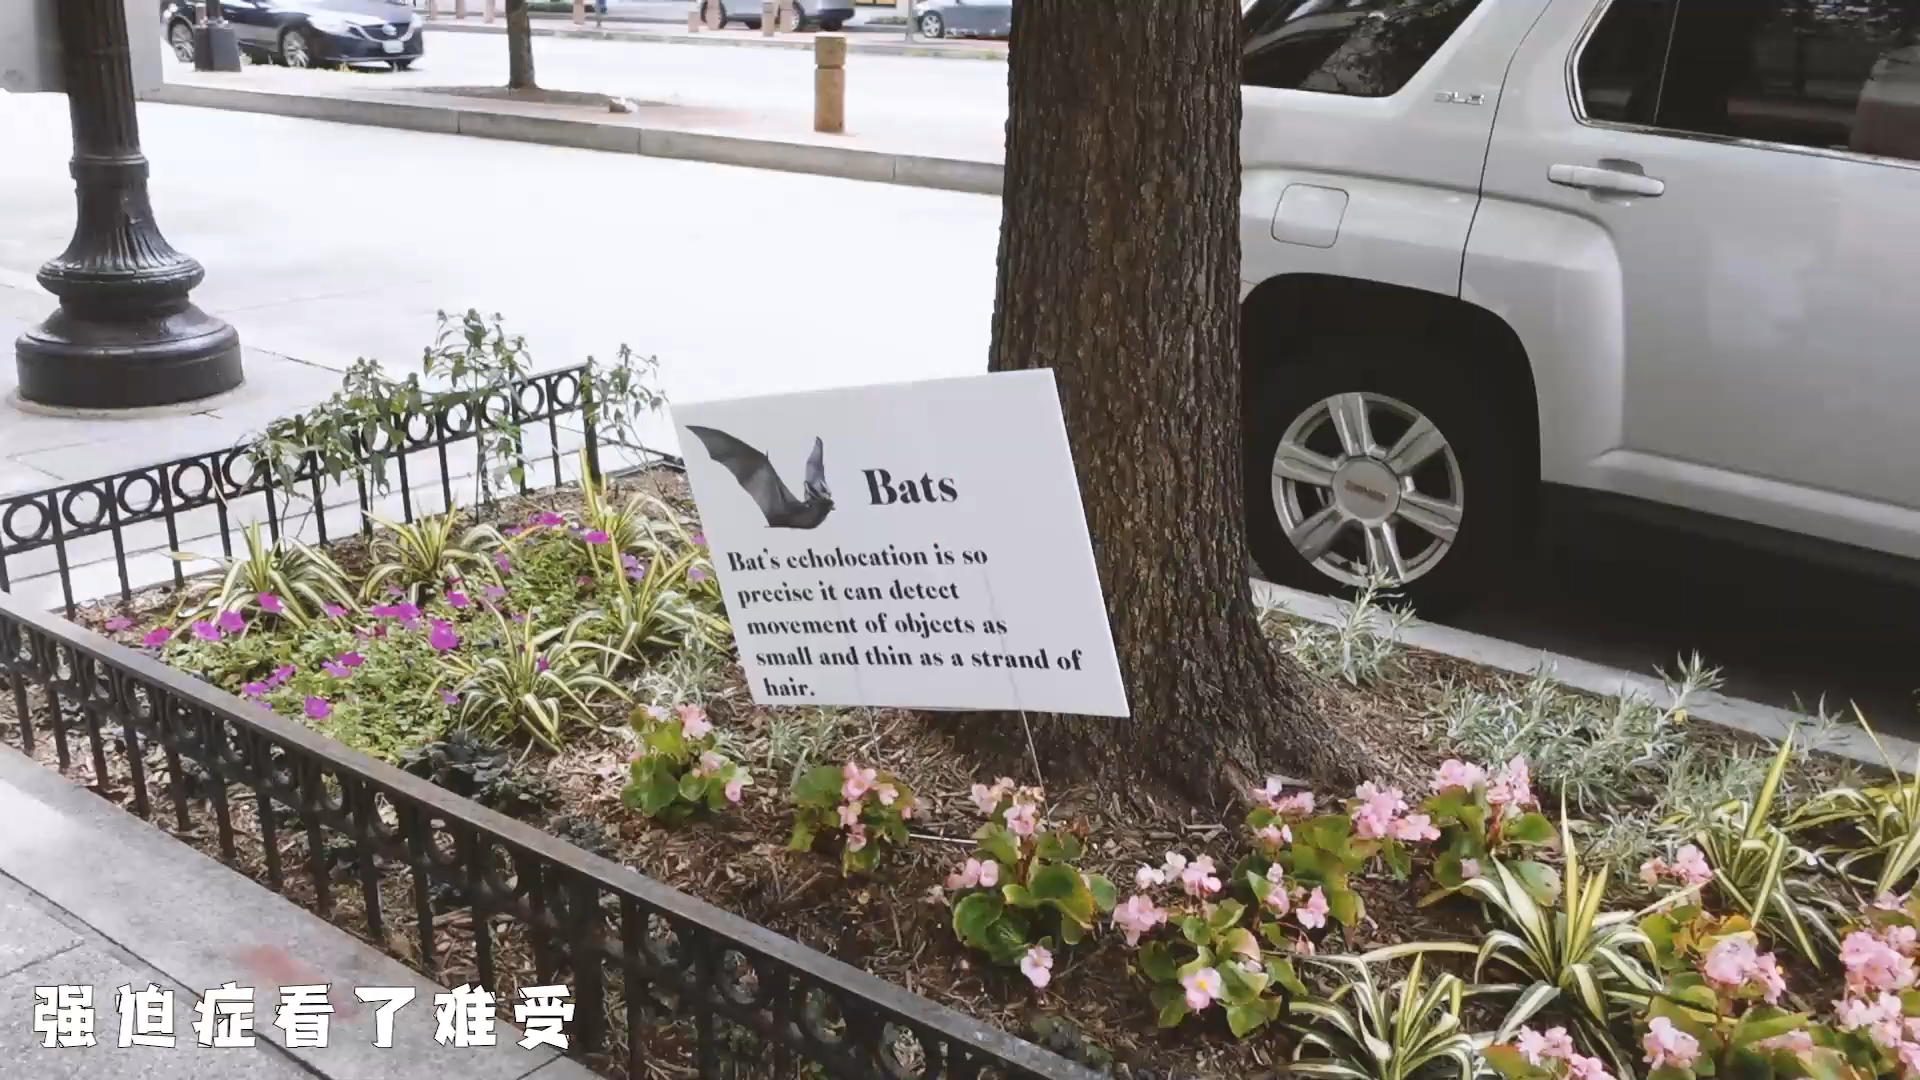 Bats
Bat's echolocation is so
precise it can detect
movement of objects as
small and thin as a strand of
hair.
强迫症看了难受